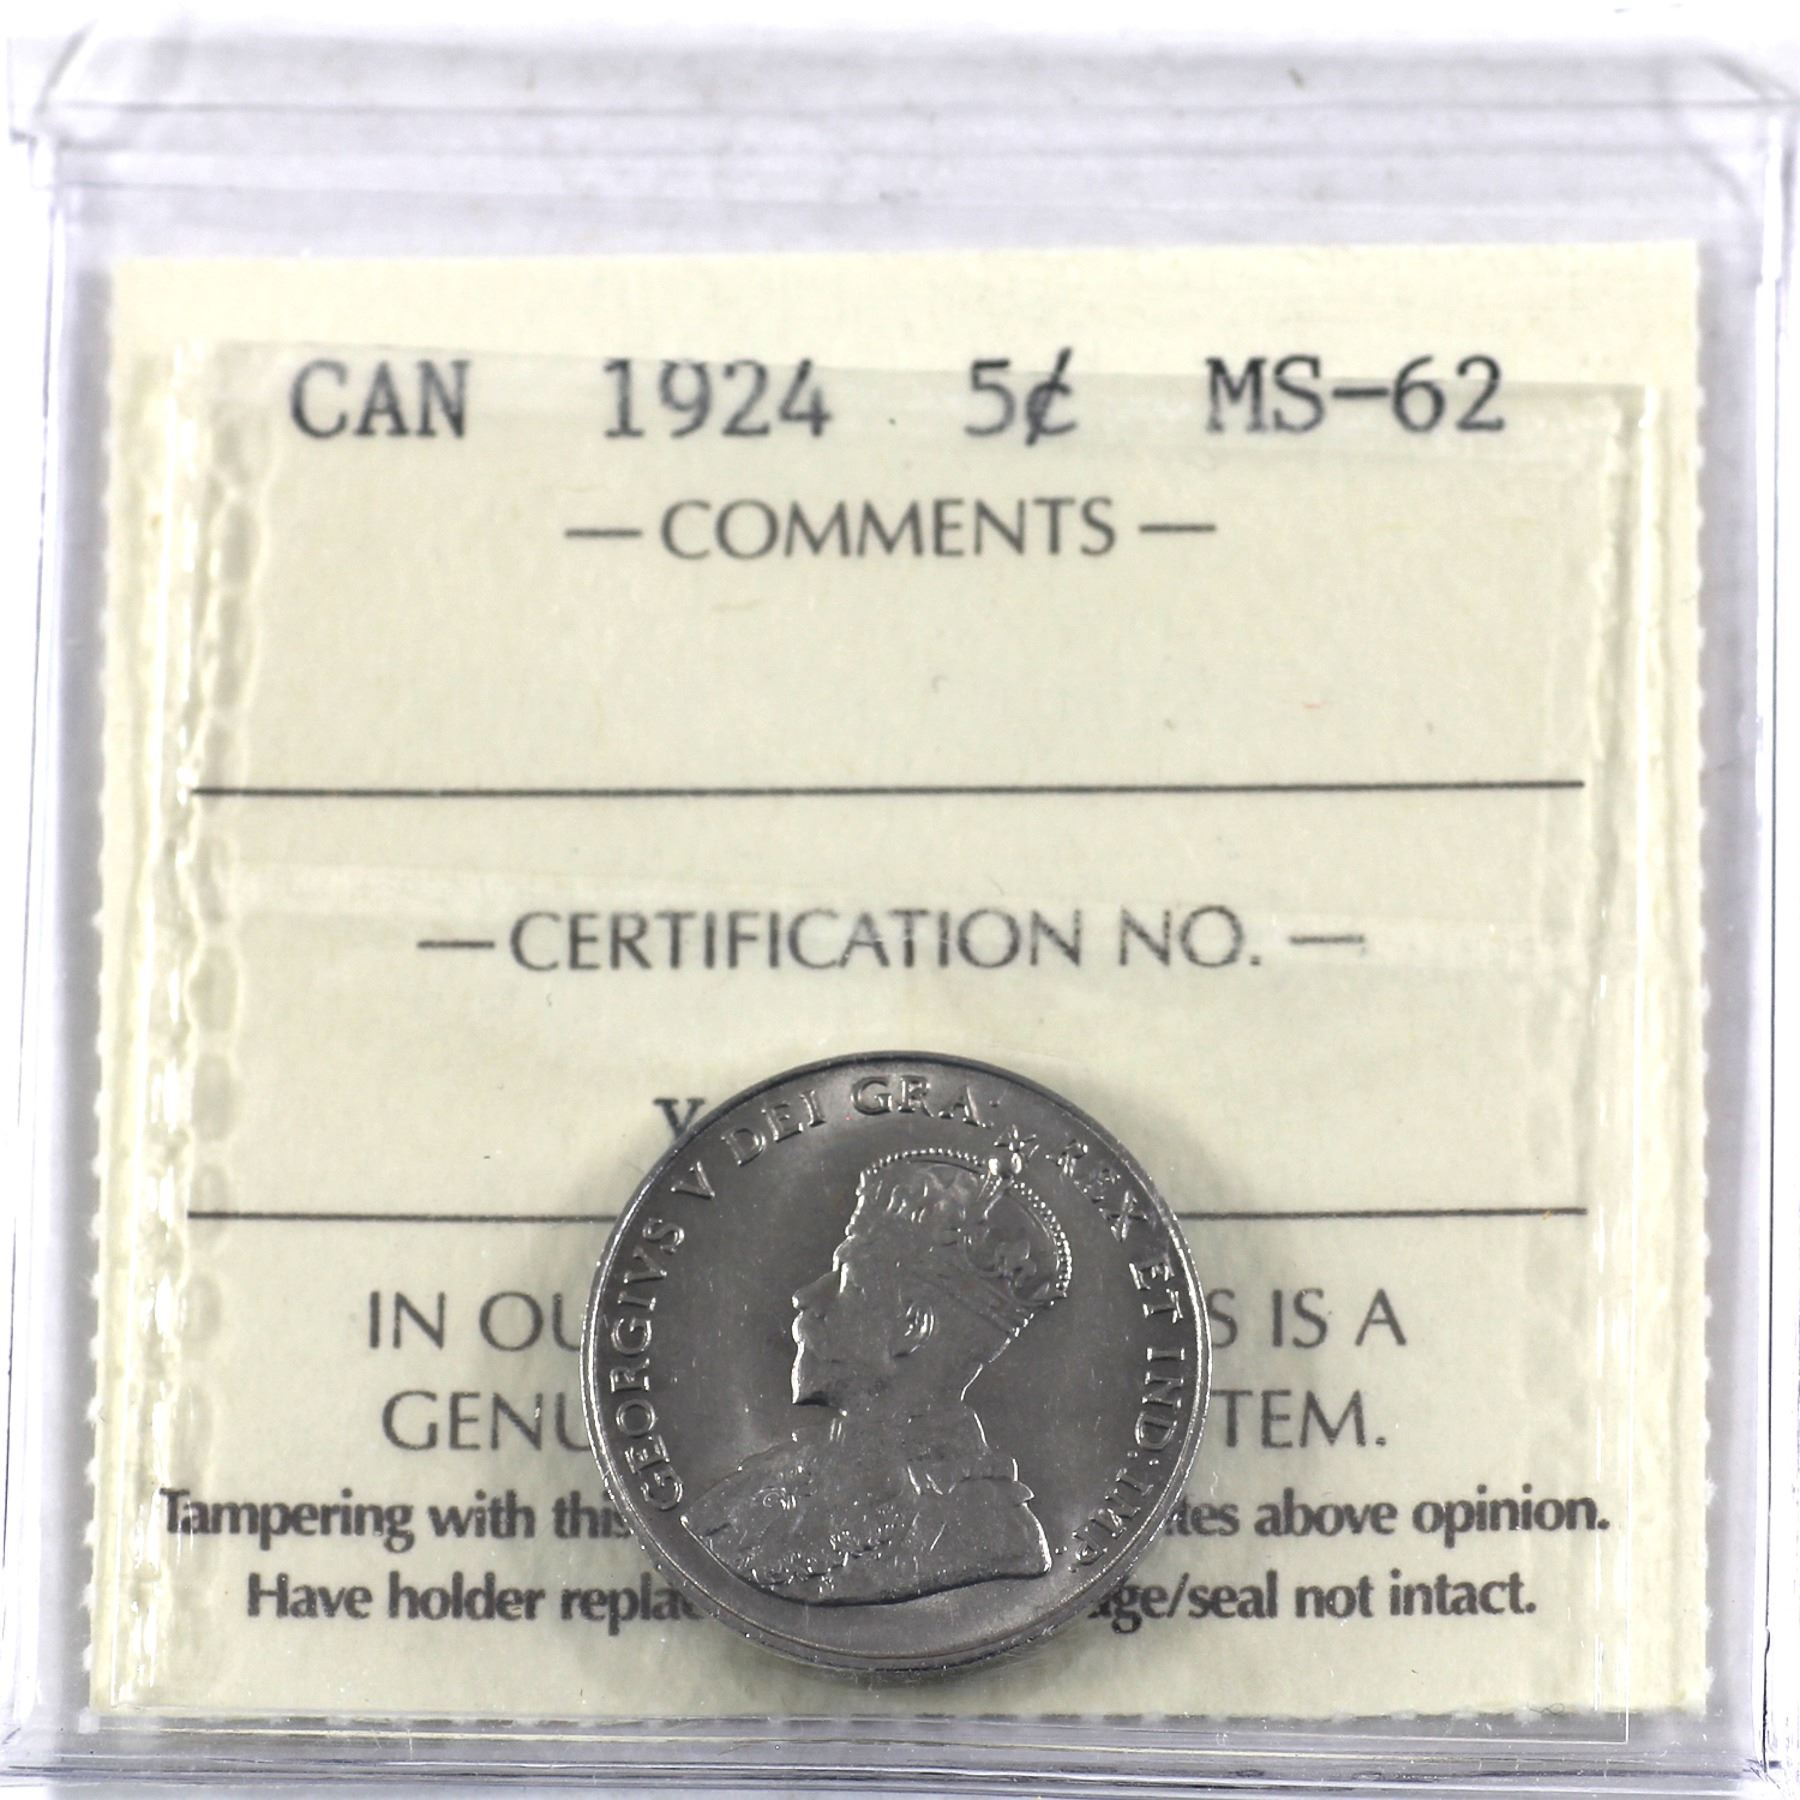 CAN 1924 5¢ MS-62
— COMMENTS —
— CERTIFICATION NO. —
GEORGIVS V DEI GRA: REX ET IND: IMP:
IN OU S IS A
GENU TEM.
Tampering with this tes above opinion.
Have holder replac age/seal not intact.